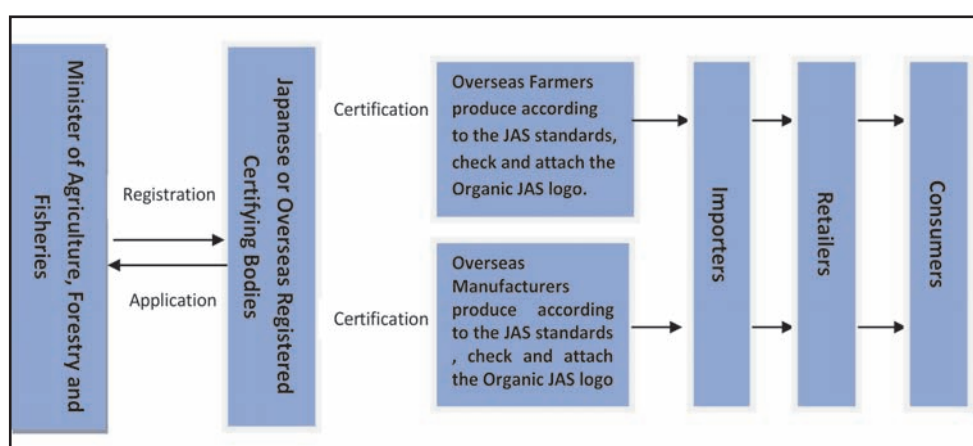 Minister of Agriculture, Forestry and
Fisheries
Registration
Application
Japanese or Overseas Registered
Certifying Bodies
Certification
Overseas Farmers
produce according
to the JAS standards,
check and attach the
Organic JAS logo.
Certification
Overseas
Manufacturers
produce according
to the JAS standards
, check and attach
the Organic JAS logo
Importers
Retailers
Consumers